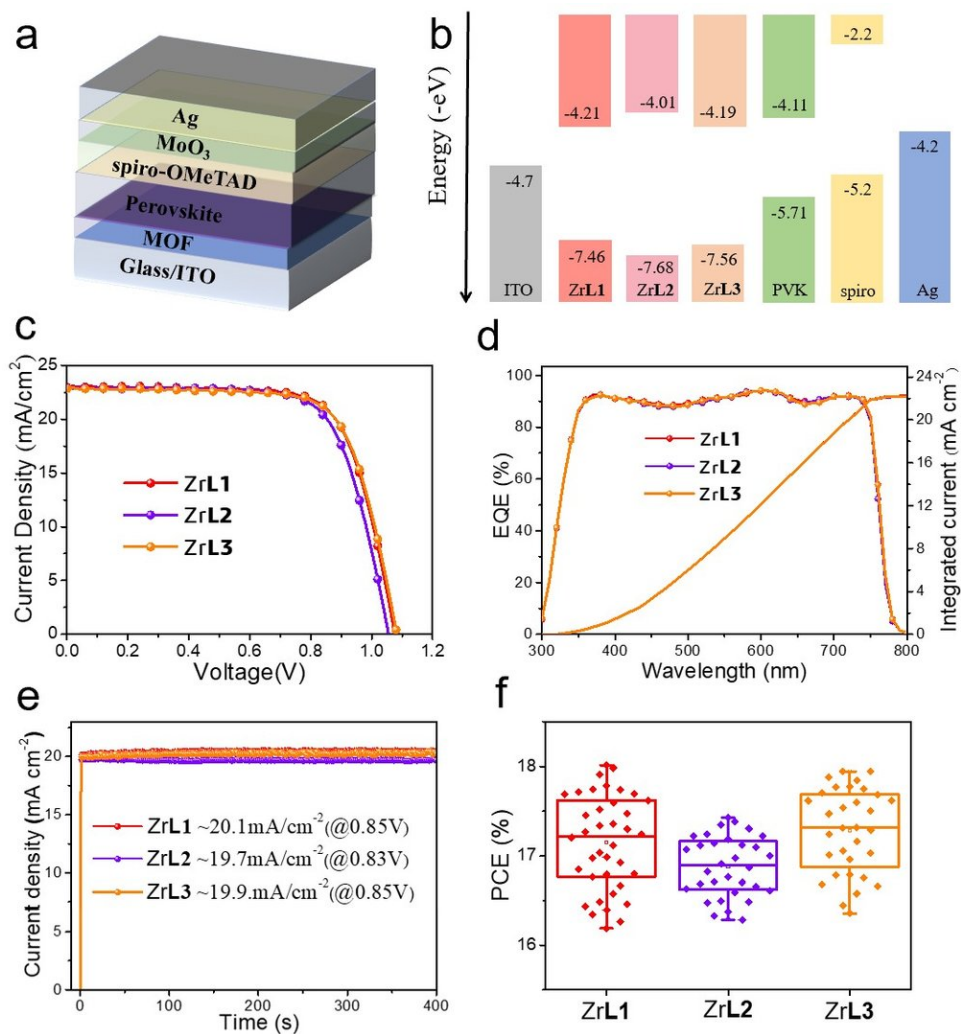 a
Ag
MoO3
spiro-OMeTAD
Perovskite
MOF
Glass/ITO
b
Energy (-eV)
-4.7
ITO
-4.21
-7.46
ZrL1
-4.01
-7.68
ZrL2
-4.19
-7.56
ZrL3
-4.11
-5.71
PVK
-2.2
-5.2
spiro
-4.2
Ag
c
Current Density (mA/cm2)
25
20
15
10
5
0
ZrL1
ZrL2
ZrL3
0.0 0.2 0.4 0.6 0.8 1.0 1.2
Voltage(V)
d
EQE (%)
100
80
60
40
20
0
ZrL1
ZrL2
ZrL3
24
20
16
12
8
4
0
Integrated current (mA cm-2)
300 400 500 600 700 800
Wavelength (nm)
e
Current density (mA cm-2)
20
15
10
5
0
ZrL1 ~20.1mA/cm-2(@0.85V)
ZrL2 ~19.7mA/cm-2(@0.83V)
ZrL3 ~19.9.mA/cm-2(@0.85V)
0 100 200 300 400
Time (s)
f
PCE (%)
18
17
16
ZrL1 ZrL2 ZrL3